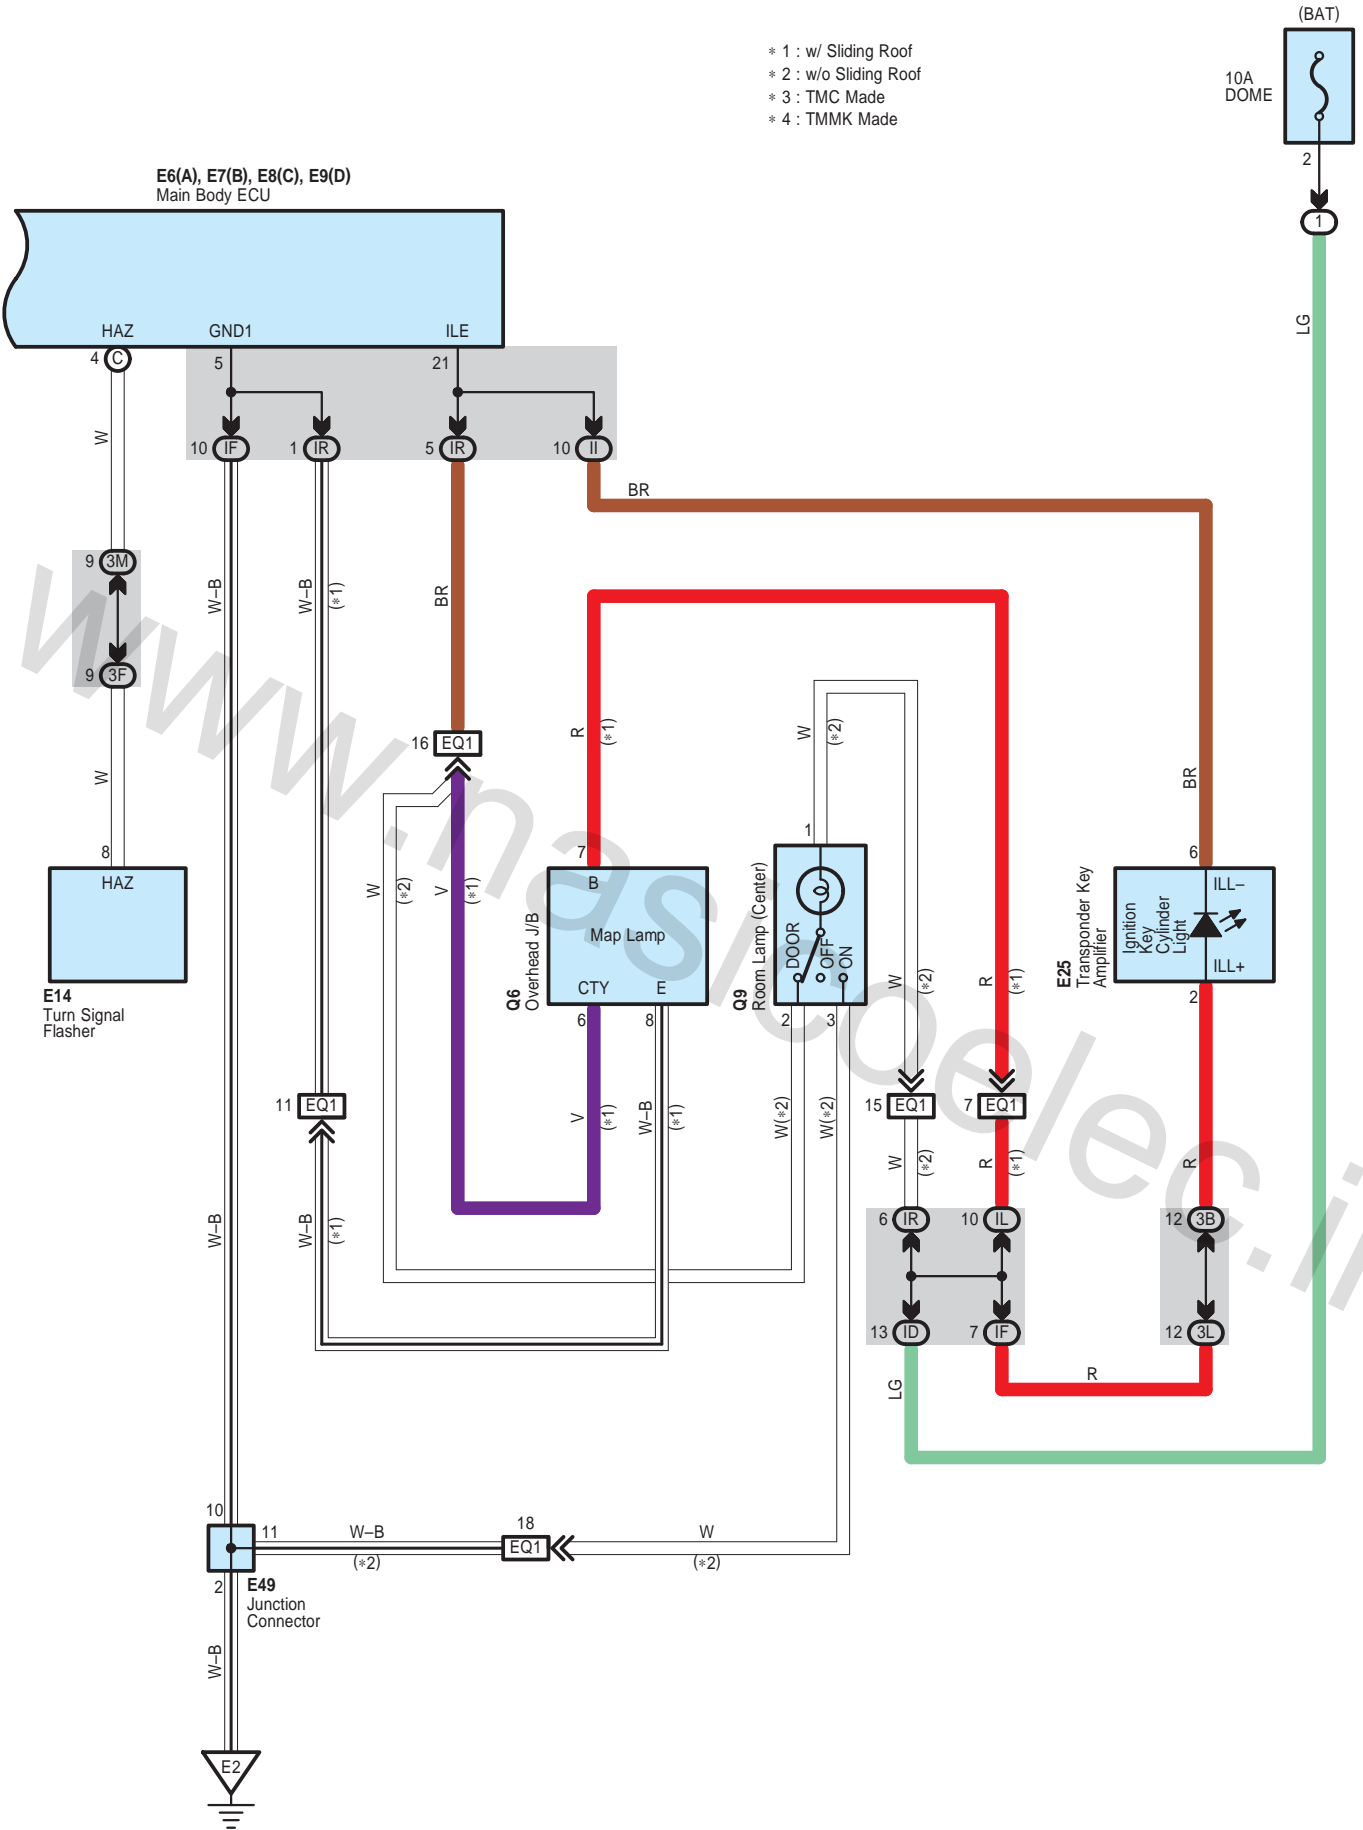 (BAT)
10A
DOME
2
1
LG
* 1 : w/ Sliding Roof
* 2 : w/o Sliding Roof
* 3 : TMC Made
* 4 : TMMK Made
E6(A), E7(B), E8(C), E9(D)
Main Body ECU
HAZ
GND1
ILE
4
C
5
21
10
IF
1
IR
5
IR
10
II
W
BR
9
3M
W–B
W–B
(*1)
BR
9
3F
W
16
EQ1
R
(*1)
W
(*2)
BR
8
HAZ
E14
Turn Signal
Flasher
W
(*2)
V
(*1)
7
B
Map Lamp
CTY
E
Q6
Overhead J/B
6
8
1
DOOR
OFF
ON
Q9
Room Lamp (Center)
2
3
W
(*2)
R
(*1)
6
ILL–
Ignition
Key
Cylinder
Light
ILL+
E25
Transponder Key
Amplifier
2
11
EQ1
V
(*1)
W–B
(*1)
W(*2)
W(*2)
15
EQ1
7
EQ1
W
(*2)
R
(*1)
R
W–B
W–B
(*1)
6
IR
10
IL
12
3B
13
ID
7
IF
12
3L
LG
R
10
11
W–B
(*2)
18
EQ1
W
(*2)
2
E49
Junction
Connector
W–B
E2
www.nasicoelec.ir